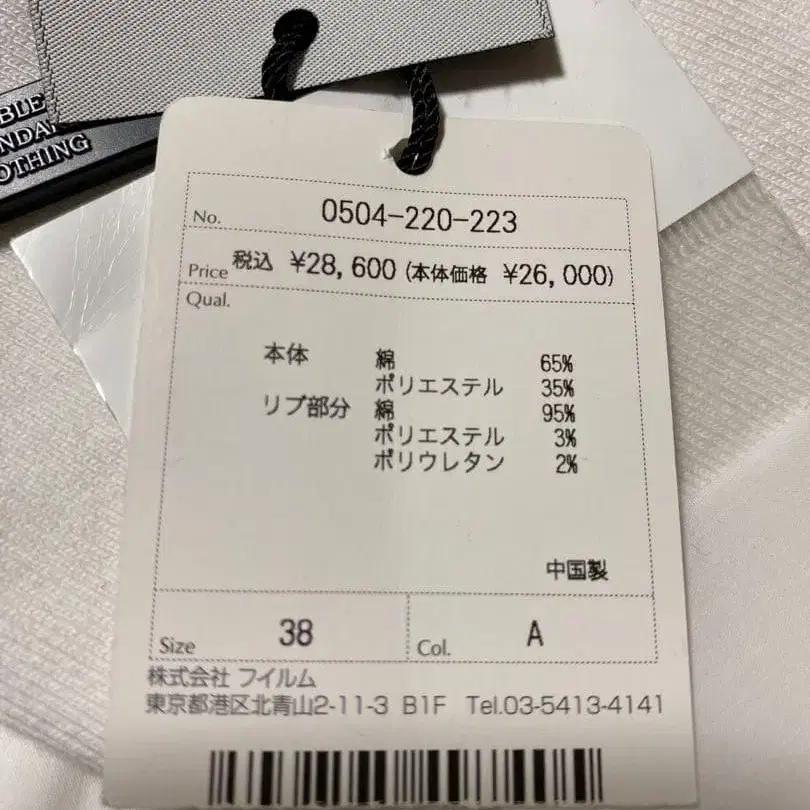 NDAY
OTHING
No. 0504-220-223
Price 税込 ¥28,600 (本体価格 ¥26,000)
Qual.
本体 綿 65%
ポリエステル 35%
リブ部分 綿 95%
ポリエステル 3%
ポリウレタン 2%
中国製
Size 38 Col. A
株式会社 フイルム
東京都港区北青山2-11-3 B1F Tel.03-5413-4141